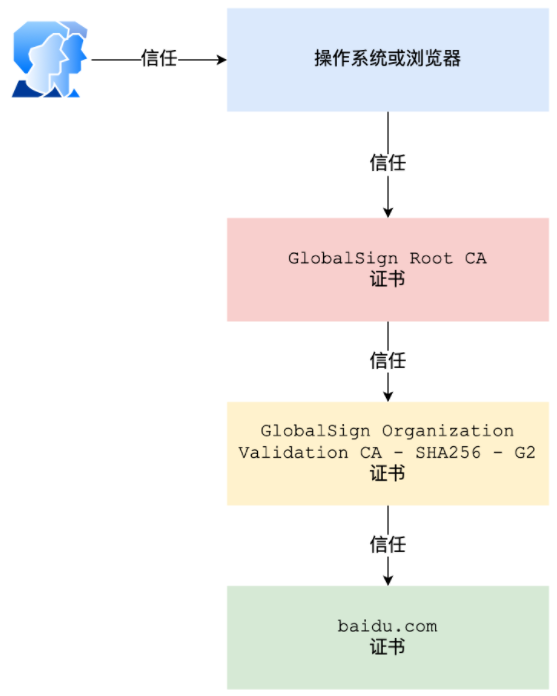 信任
操作系统或浏览器
信任
GlobalSign Root CA
证书
信任
GlobalSign Organization
Validation CA - SHA256 - G2
证书
信任
baidu.com
证书